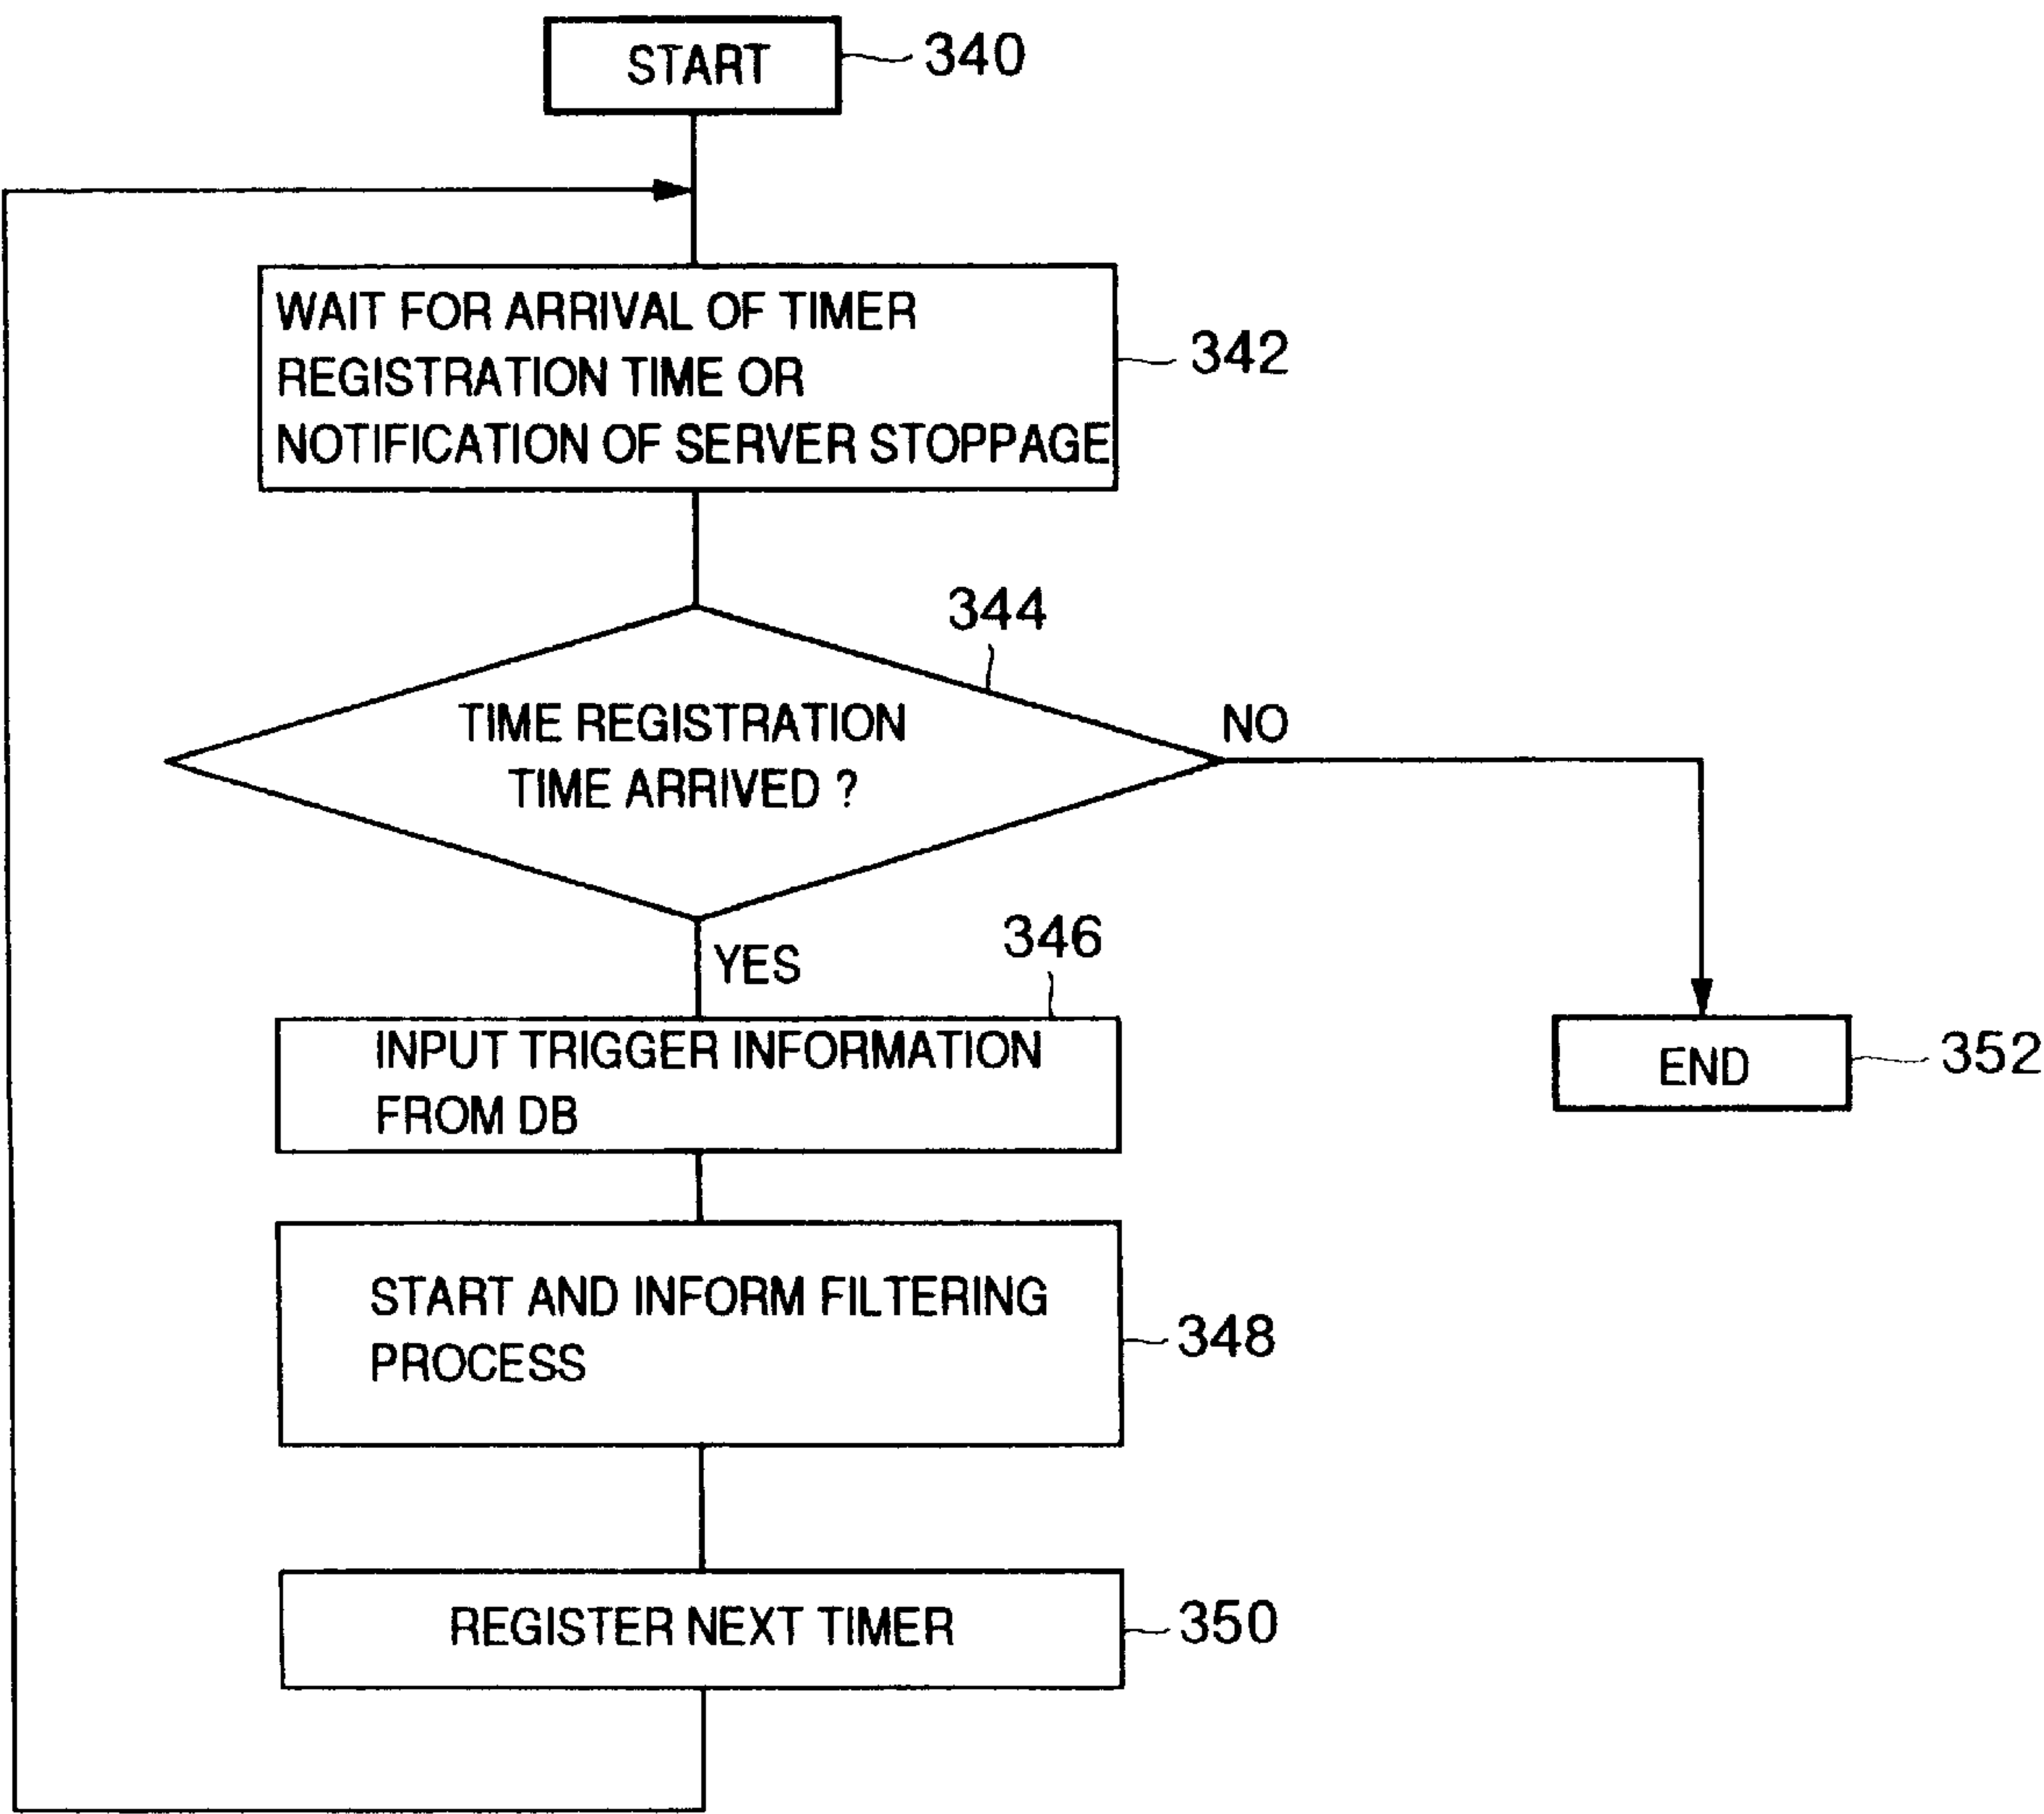 START
340
WAIT FOR ARRIVAL OF TIMER
REGISTRATION TIME OR
NOTIFICATION OF SERVER STOPPAGE
342
344
TIME REGISTRATION
TIME ARRIVED ?
NO
YES
346
INPUT TRIGGER INFORMATION
FROM DB
END
352
START AND INFORM FILTERING
PROCESS
348
REGISTER NEXT TIMER
350